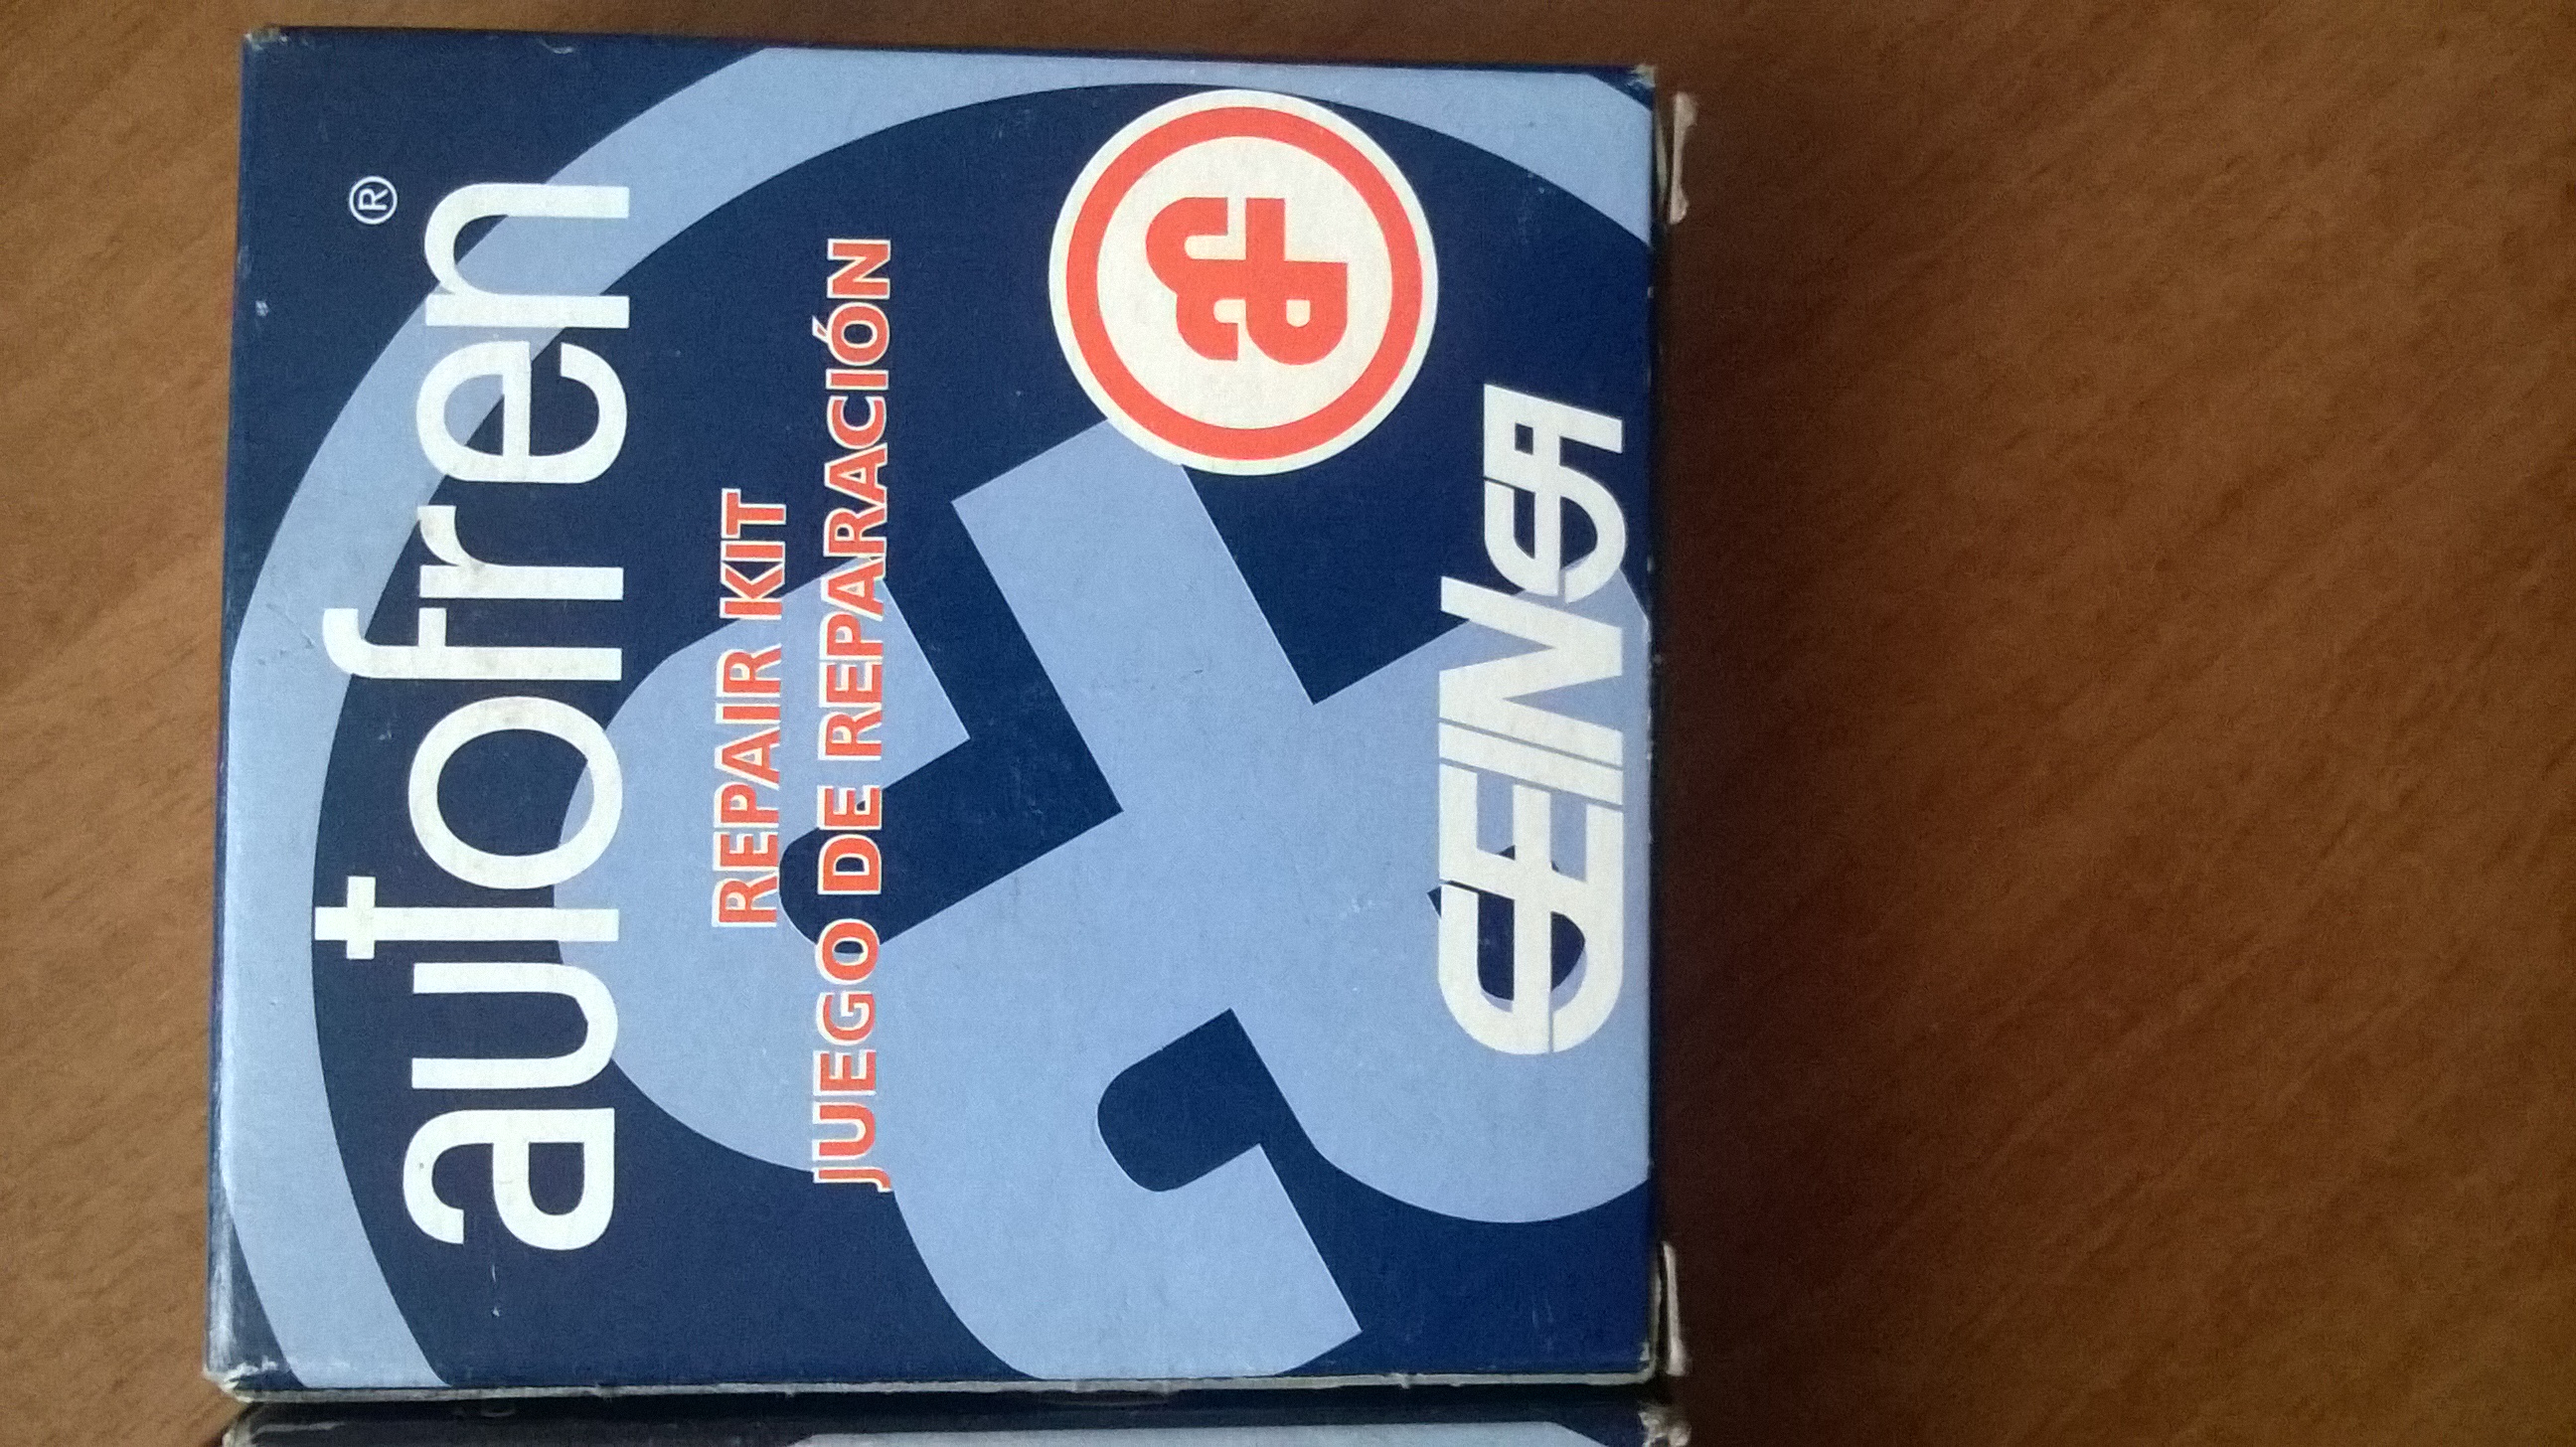 autofren ®
REPAIR KIT
JUEGO DE REPARACIÓN
SEINSA